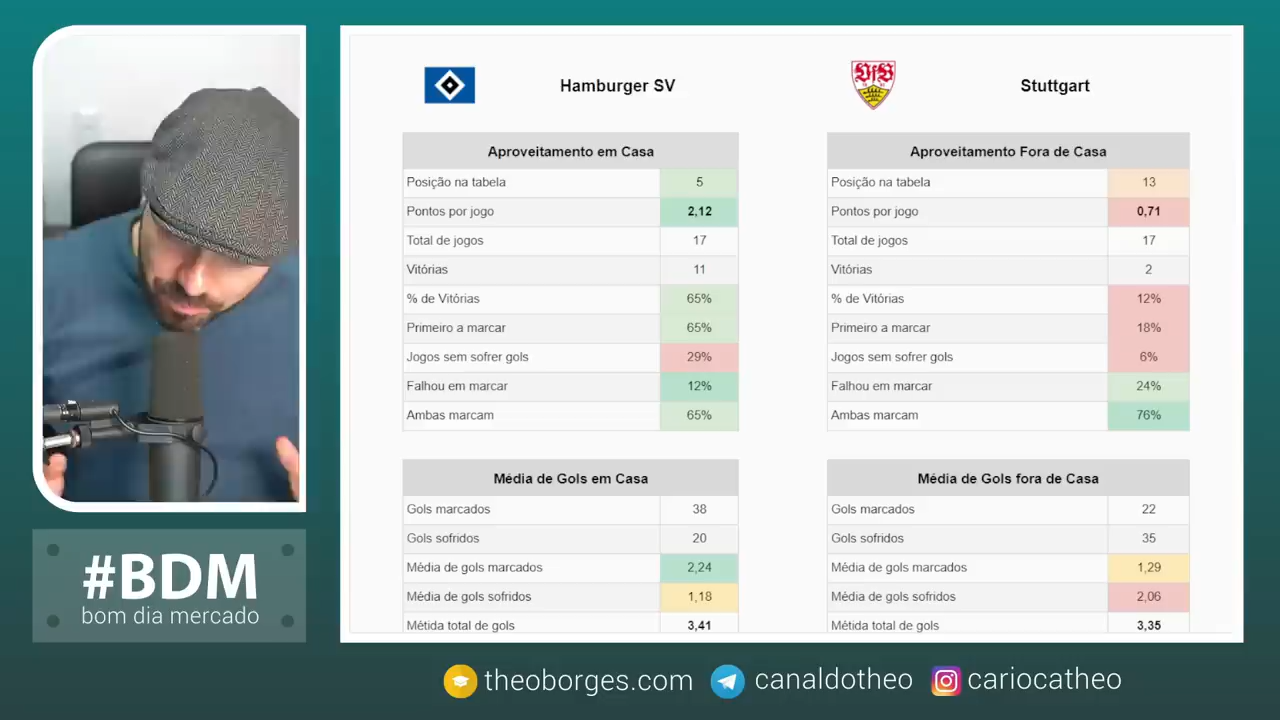 Hamburger SV
Aproveitamento em Casa
Posição na tabela 5
Pontos por jogo 2,12
Total de jogos 17
Vitórias 11
% de Vitórias 65%
Primeiro a marcar 65%
Jogos sem sofrer gols 29%
Falhou em marcar 12%
Ambas marcam 65%
Média de Gols em Casa
Gols marcados 38
Gols sofridos 20
Média de gols marcados 2,24
Média de gols sofridos 1,18
Métida total de gols 3,41
VfB
Stuttgart
Aproveitamento Fora de Casa
Posição na tabela 13
Pontos por jogo 0,71
Total de jogos 17
Vitórias 2
% de Vitórias 12%
Primeiro a marcar 18%
Jogos sem sofrer gols 6%
Falhou em marcar 24%
Ambas marcam 76%
Média de Gols fora de Casa
Gols marcados 22
Gols sofridos 35
Média de gols marcados 1,29
Média de gols sofridos 2,06
Métida total de gols 3,35
#BDM
bom dia mercado
theoborges.com
canaldotheo
cariocatheo